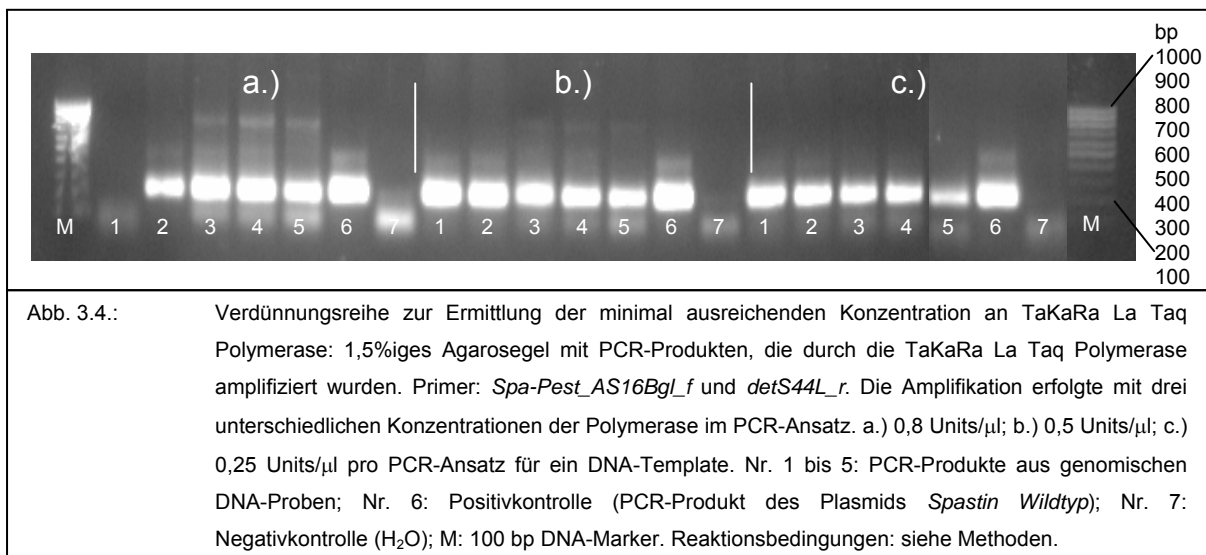 bp
1000
900
800
700
600
500
400
300
200
100
a.) b.) c.)
M 1 2 3 4 5 6 7 1 2 3 4 5 6 7 1 2 3 4 5 6 7 M
Abb. 3.4.: Verdünnungsreihe zur Ermittlung der minimal ausreichenden Konzentration an TaKaRa La Taq
Polymerase: 1,5%iges Agarosegel mit PCR-Produkten, die durch die TaKaRa La Taq Polymerase
amplifiziert wurden. Primer: Spa-Pest_AS16Bgl_f und detS44L_r. Die Amplifikation erfolgte mit drei
unterschiedlichen Konzentrationen der Polymerase im PCR-Ansatz. a.) 0,8 Units/µl; b.) 0,5 Units/µl; c.)
0,25 Units/µl pro PCR-Ansatz für ein DNA-Template. Nr. 1 bis 5: PCR-Produkte aus genomischen
DNA-Proben; Nr. 6: Positivkontrolle (PCR-Produkt des Plasmids Spastin Wildtyp); Nr. 7:
Negativkontrolle (H₂O); M: 100 bp DNA-Marker. Reaktionsbedingungen: siehe Methoden.